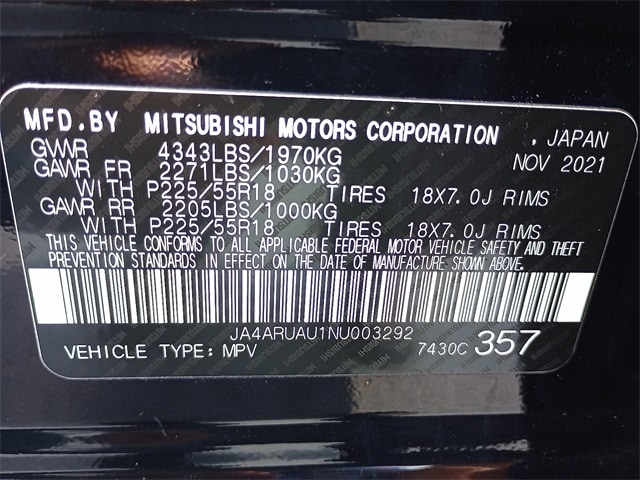 MFD.BY MITSUBISHI MOTORS CORPORATION . JAPAN
GVWR 4343LBS/1970KG NOV 2021
GAWR FR 2271LBS/1030KG
WITH P225/55R18 TIRES 18X7.0J RIMS
GAWR RR 2205LBS/1000KG
WITH P225/55R18 TIRES 18X7.0J RIMS
THIS VEHICLE CONFORMS TO ALL APPLICABLE FEDERAL MOTOR VEHICLE SAFETY AND THEFT
PREVENTION STANDARDS IN EFFECT ON THE DATE OF MANUFACTURE SHOWN ABOVE.
JA4ARUAU1NU003292
VEHICLE TYPE: MPV 7430C 357